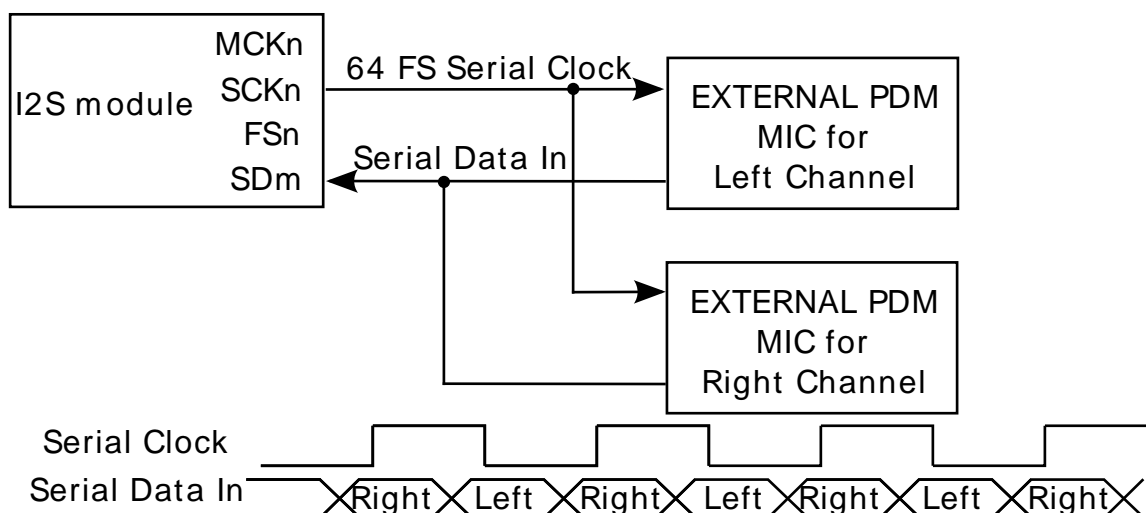 I2S module
MCKn
SCKn
FSn
SDm
64 FS Serial Clock
Serial Data In
EXTERNAL PDM
MIC for
Left Channel
EXTERNAL PDM
MIC for
Right Channel
Serial Clock
Serial Data In Right Left Right Left Right Left Right